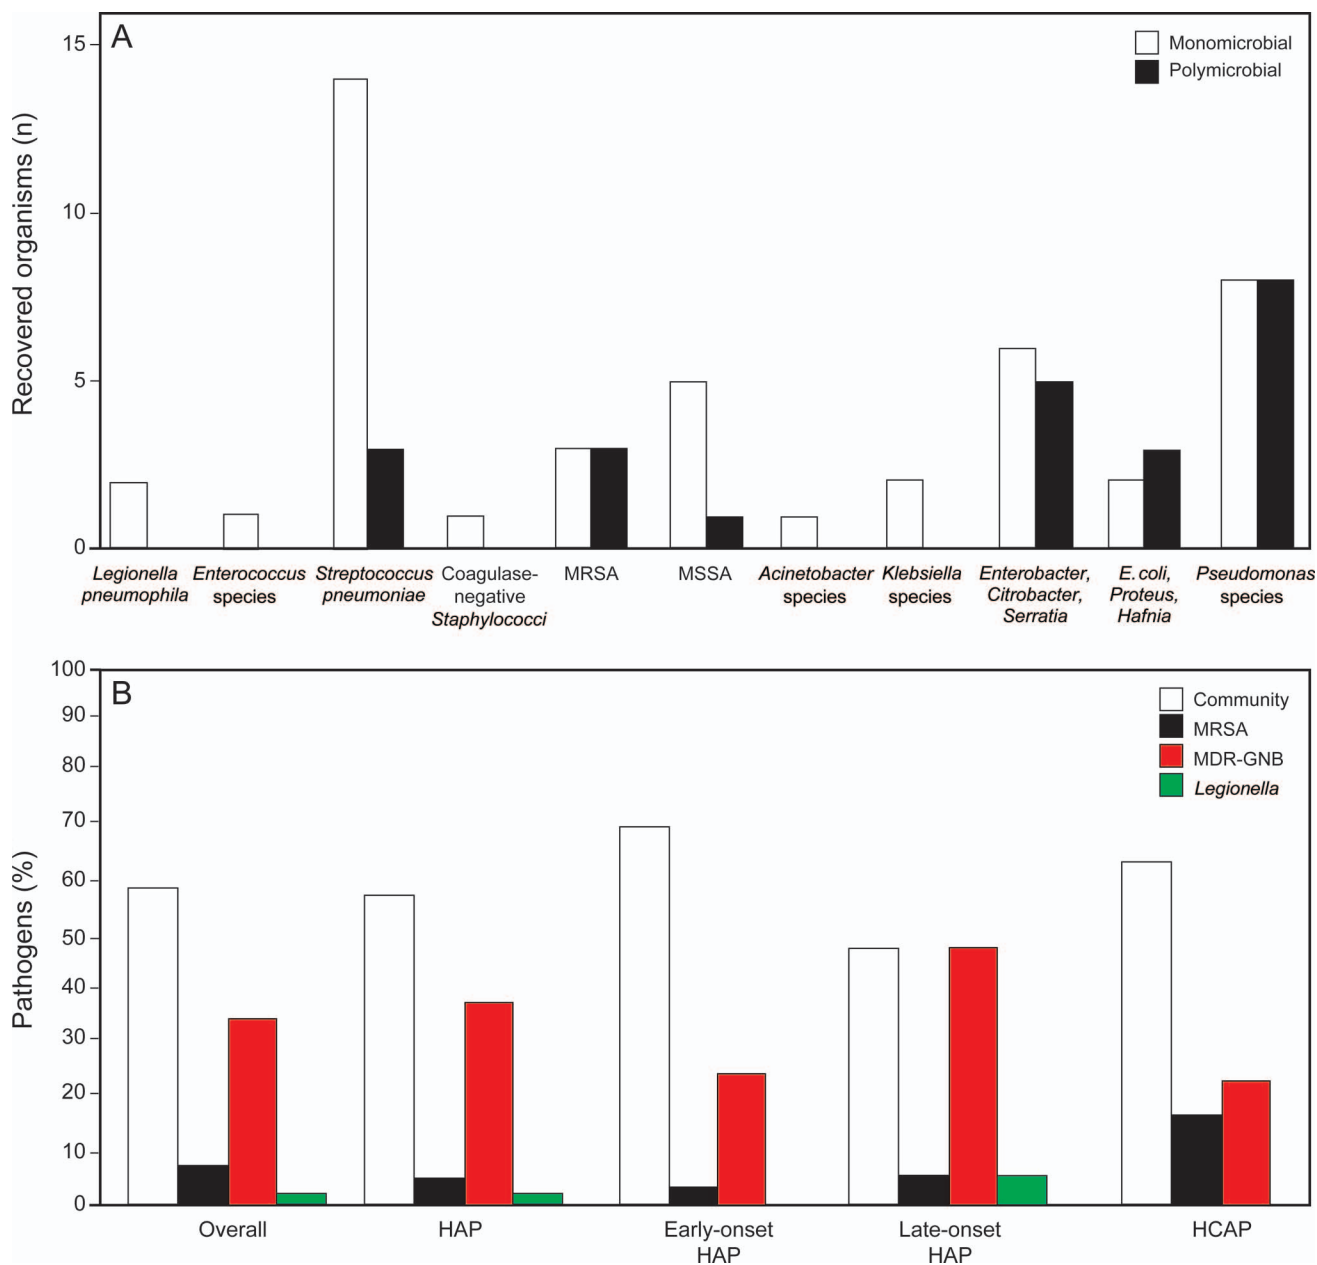 A
Monomicrobial
Polymicrobial
Recovered organisms (n)
15
10
5
0
Legionella pneumophila
Enterococcus species
Streptococcus pneumoniae
Coagulase-negative Staphylococci
MRSA
MSSA
Acinetobacter species
Klebsiella species
Enterobacter, Citrobacter, Serratia
E. coli, Proteus, Hafnia
Pseudomonas species
B
Community
MRSA
MDR-GNB
Legionella
Pathogens (%)
100
90
80
70
60
50
40
30
20
10
0
Overall
HAP
Early-onset HAP
Late-onset HAP
HCAP